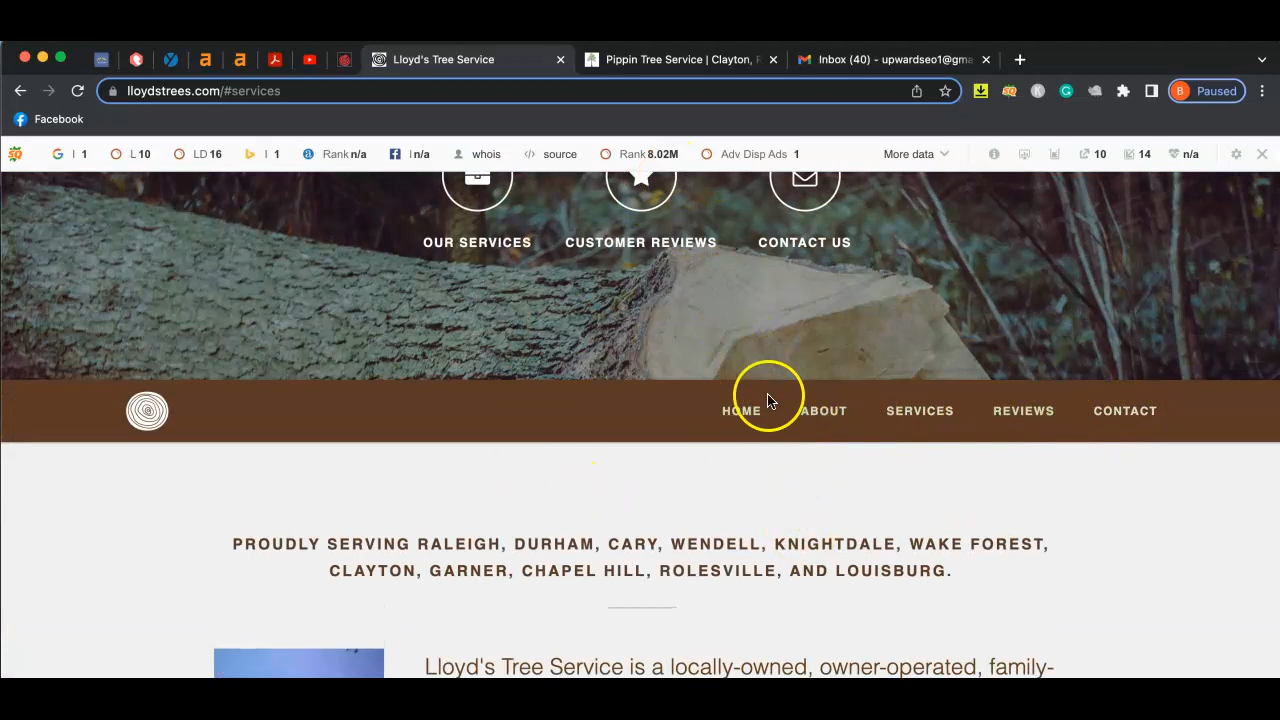 Lloyd's Tree Service
Pippin Tree Service | Clayton,
Inbox (40) - upwardseo1@gma
lloydstrees.com/#services
B Paused
Facebook
SQ I 1 L 10 LD 16 I 1 Rank n/a I n/a whois source Rank 8.02M Adv Disp Ads 1 More data 10 14 n/a
OUR SERVICES CUSTOMER REVIEWS CONTACT US
HOME ABOUT SERVICES REVIEWS CONTACT
PROUDLY SERVING RALEIGH, DURHAM, CARY, WENDELL, KNIGHTDALE, WAKE FOREST,
CLAYTON, GARNER, CHAPEL HILL, ROLESVILLE, AND LOUISBURG.
Lloyd's Tree Service is a locally-owned, owner-operated, family-